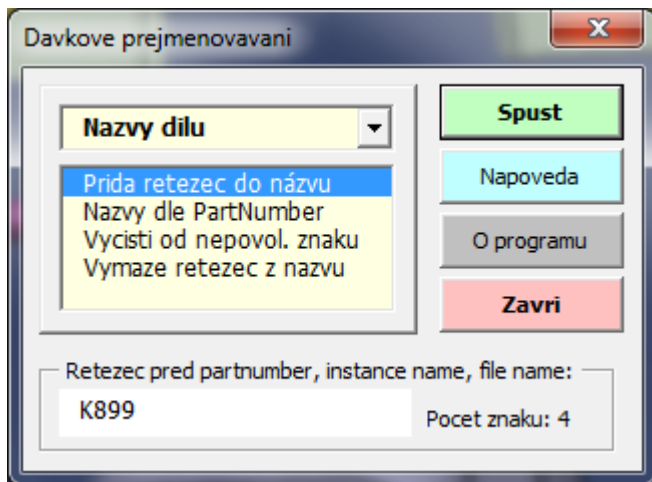 Davkove prejmenovavani
Nazvy dilu
Prida retezec do názvu
Nazvy dle PartNumber
Vycisti od nepovol. znaku
Vymaze retezec z nazvu
Spust
Napoveda
O programu
Zavri
Retezec pred partnumber, instance name, file name:
K899
Pocet znaku: 4